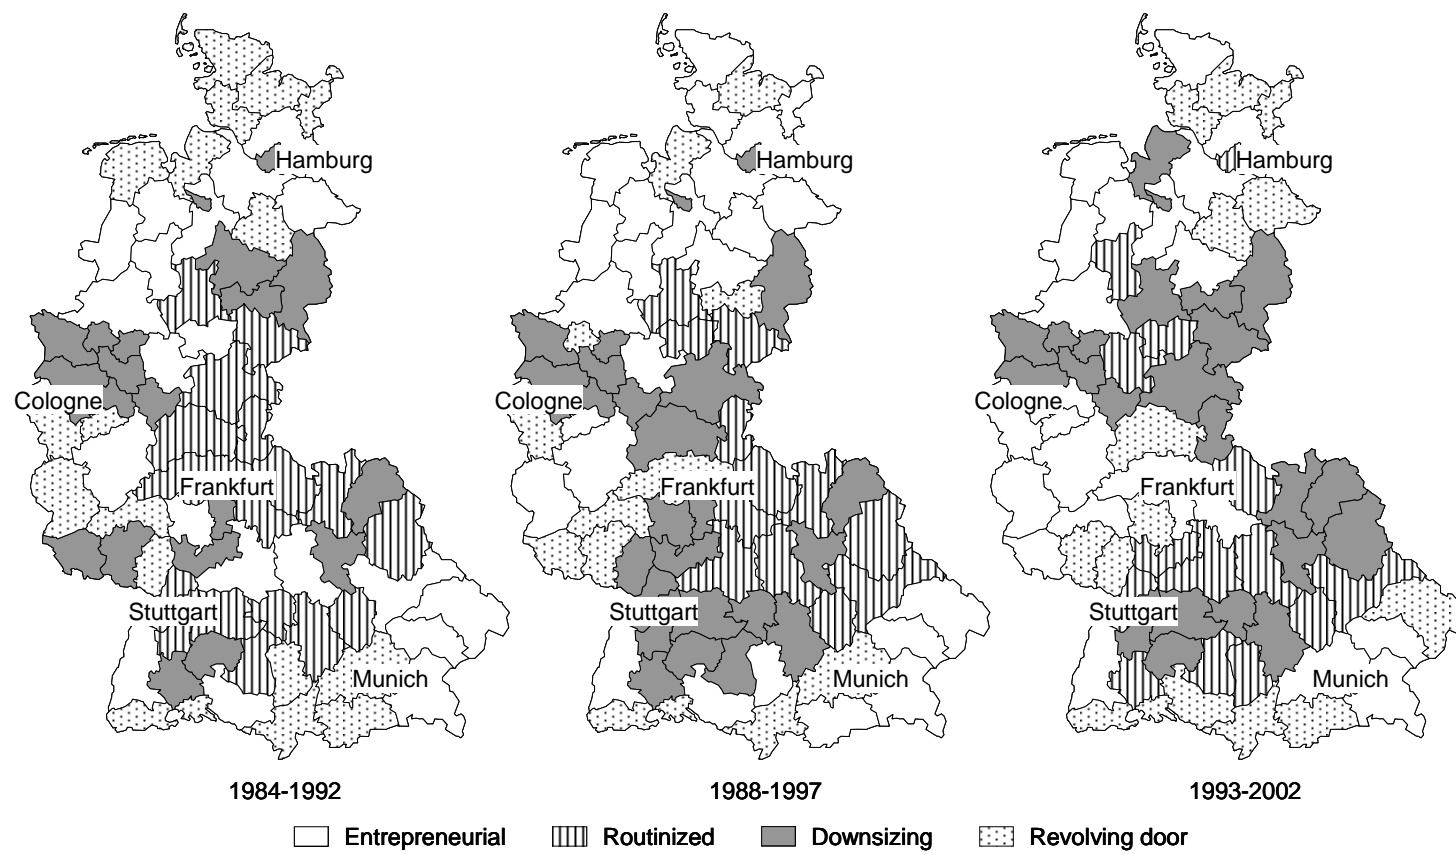 Hamburg Hamburg Hamburg
Cologne Cologne Cologne
Frankfurt Frankfurt Frankfurt
Stuttgart Stuttgart Stuttgart
Munich Munich Munich
1984-1992 1988-1997 1993-2002
Entrepreneurial Routinized Downsizing Revolving door